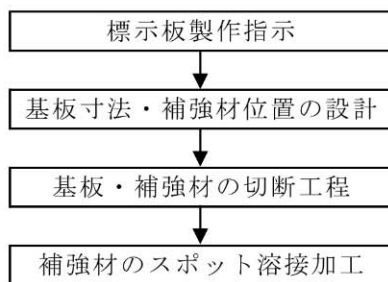 標示板製作指示
基板寸法・補強材位置の設計
基板・補強材の切断工程
補強材のスポット溶接加工